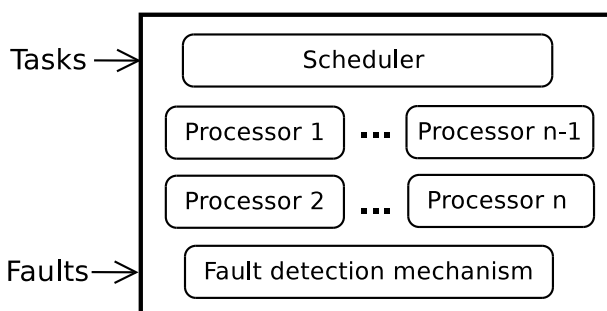 Tasks
Scheduler
Processor 1 ... Processor n-1
Processor 2 ... Processor n
Faults
Fault detection mechanism